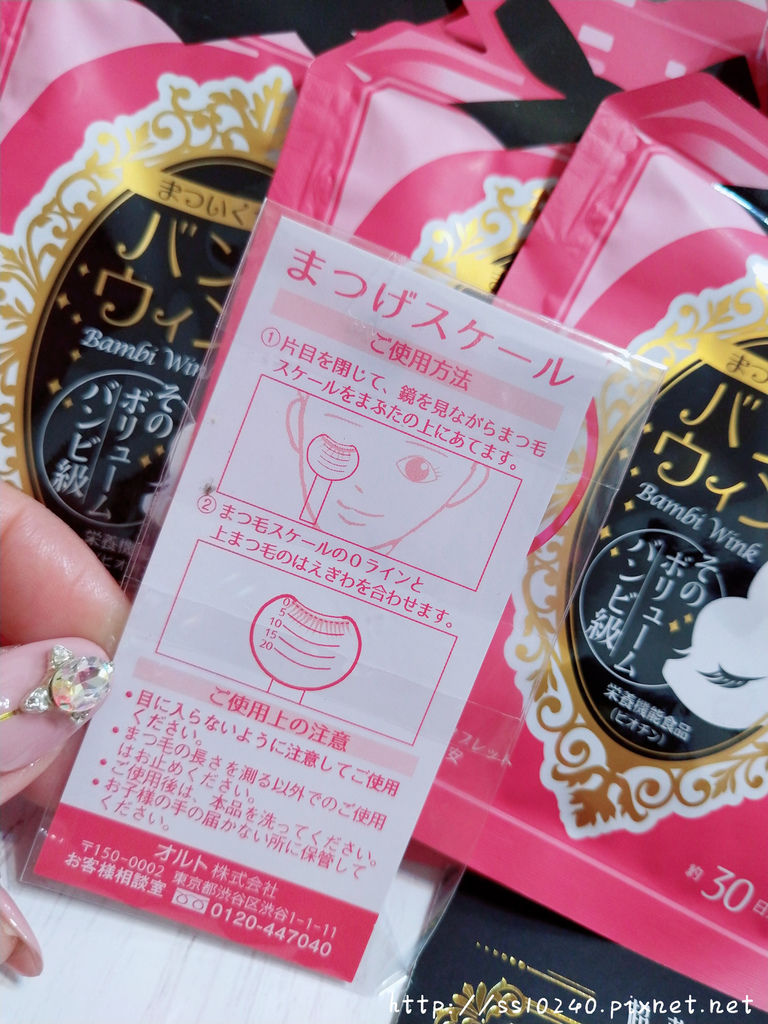 まつげスケール
ご使用方法
①片目を閉じて、鏡を見ながらまつ毛
スケールをまぶたの上にあてます。
②まつ毛スケールの0ラインと
上まつ毛のはえぎわを合わせます。
0
5
10
15
20
ご使用上の注意
•目に入らないように注意してご使用
ください。
•まつ毛の長さを測る以外でのご使用
はお止めください。
•ご使用後は、本品を洗ってください。
•お子様の手の届かない所に保管して
ください。
オルト株式会社
〒150-0002 東京都渋谷区渋谷1-1-11
お客様相談室 0120-447040
まついく
バン
ウィ
Bambi Wink
その
ボリューム
バンビ級
栄養機能
まつ
バ
ウィン
Bambi Wink
その
ボリューム
バンビ級
栄養機能食品
(ビオチン)
約30日
http://ss10240.pixnet.net